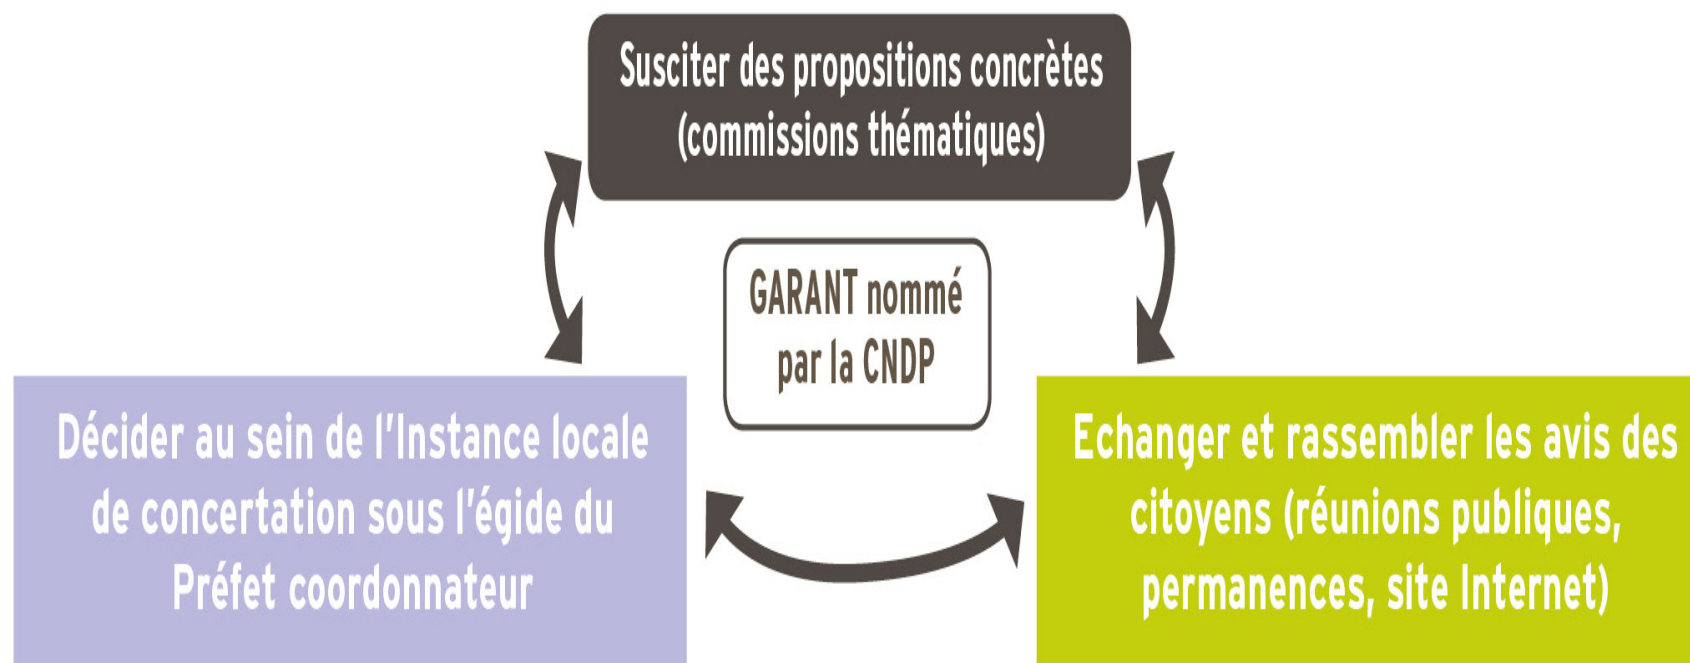 Susciter des propositions concrètes
(commissions thématiques)
GARANT nommé
par la CNDP
Décider au sein de l'Instance locale
de concertation sous l'égide du
Préfet coordonnateur
Echanger et rassembler les avis des
citoyens (réunions publiques,
permanences, site Internet)